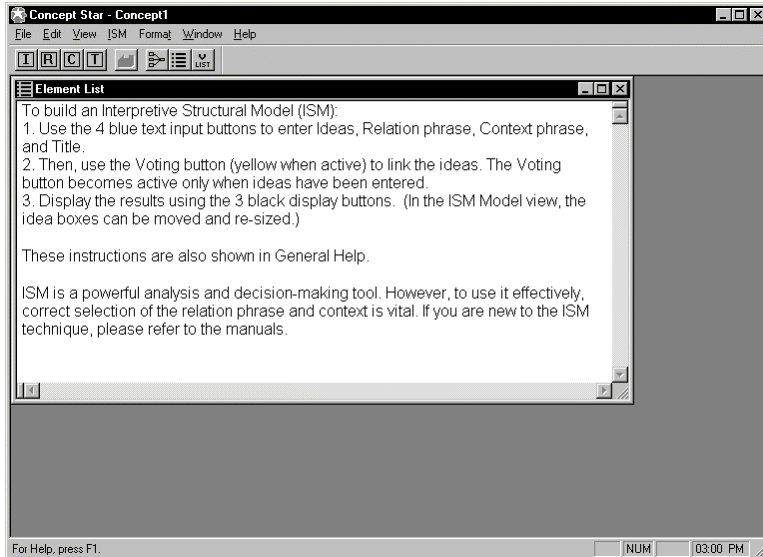 Concept Star - Concept1
File Edit View ISM Format Window Help
I R C T V LIST
Element List
To build an Interpretive Structural Model (ISM):
1. Use the 4 blue text input buttons to enter Ideas, Relation phrase, Context phrase,
and Title.
2. Then, use the Voting button (yellow when active) to link the ideas. The Voting
button becomes active only when ideas have been entered.
3. Display the results using the 3 black display buttons. (In the ISM Model view, the
idea boxes can be moved and re-sized.)
These instructions are also shown in General Help.
ISM is a powerful analysis and decision-making tool. However, to use it effectively,
correct selection of the relation phrase and context is vital. If you are new to the ISM
technique, please refer to the manuals.
For Help, press F1. NUM 03:00 PM